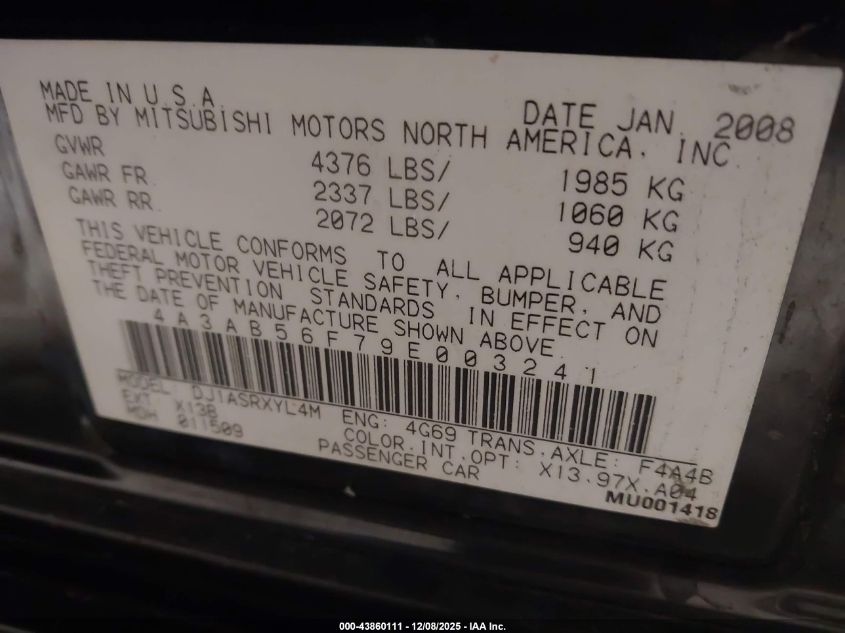 MADE IN U.S.A. DATE JAN. 2008
MFD BY MITSUBISHI MOTORS NORTH AMERICA, INC
GVWR 4376 LBS/ 1985 KG
GAWR FR. 2337 LBS/ 1060 KG
GAWR RR. 2072 LBS/ 940 KG
THIS VEHICLE CONFORMS TO ALL APPLICABLE
FEDERAL MOTOR VEHICLE SAFETY, BUMPER, AND
THEFT PREVENTION STANDARDS IN EFFECT ON
THE DATE OF MANUFACTURE SHOWN ABOVE.
4A3AB56F79E003241
MODEL DJ1ASRXYL4M ENG: 4G69 TRANS.AXLE: F4A4B
EXT X13B COLOR.INT.OPT: X13.97X.A04
MDH 011509 PASSENGER CAR
MU001418
000-43860111 - 12/08/2025 - IAA Inc.